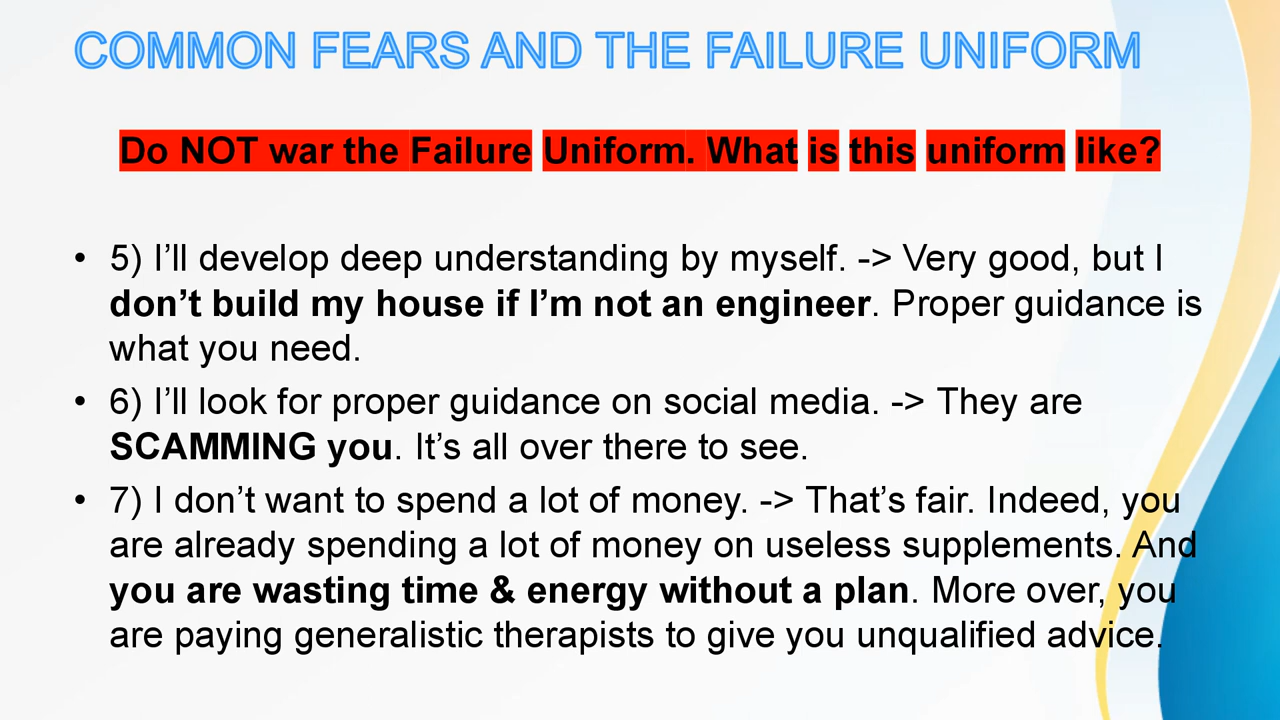 COMMON FEARS AND THE FAILURE UNIFORM
Do NOT war the Failure Uniform. What is this uniform like?
• 5) I’ll develop deep understanding by myself. -> Very good, but I
don’t build my house if I’m not an engineer. Proper guidance is
what you need.
• 6) I’ll look for proper guidance on social media. -> They are
SCAMMING you. It’s all over there to see.
• 7) I don’t want to spend a lot of money. -> That’s fair. Indeed, you
are already spending a lot of money on useless supplements. And
you are wasting time & energy without a plan. More over, you
are paying generalistic therapists to give you unqualified advice.